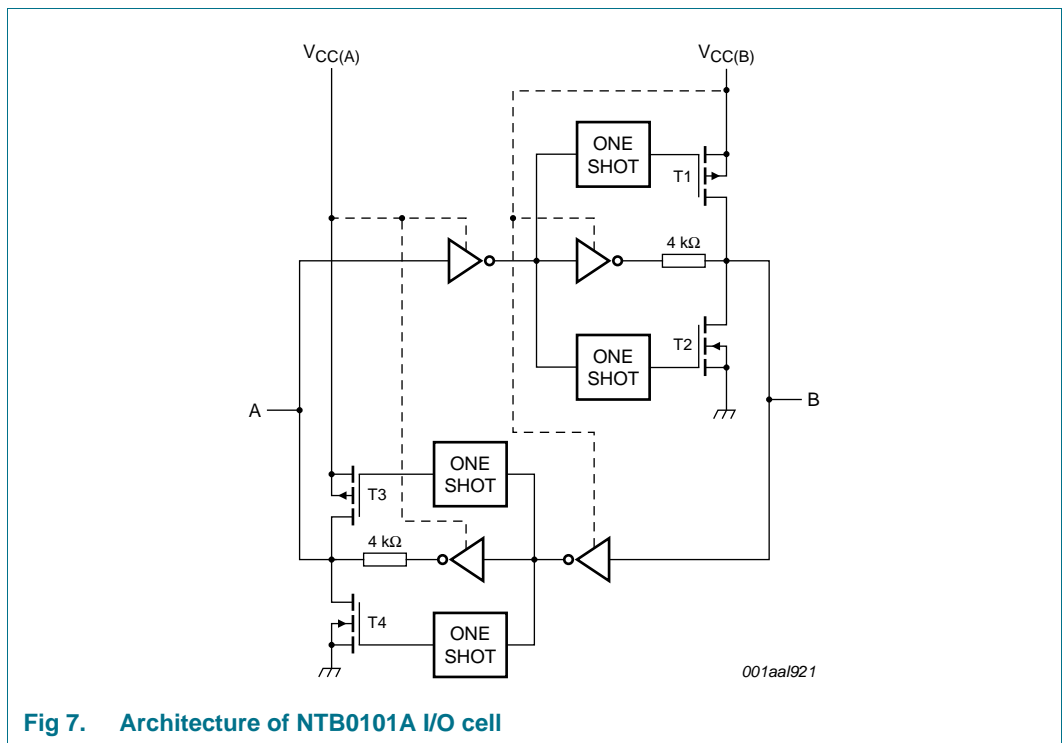 VCC(A)
VCC(B)
ONE
SHOT
T1
4 kΩ
ONE
SHOT
T2
A
B
ONE
SHOT
T3
4 kΩ
T4
ONE
SHOT
001aal921
Fig 7. Architecture of NTB0101A I/O cell